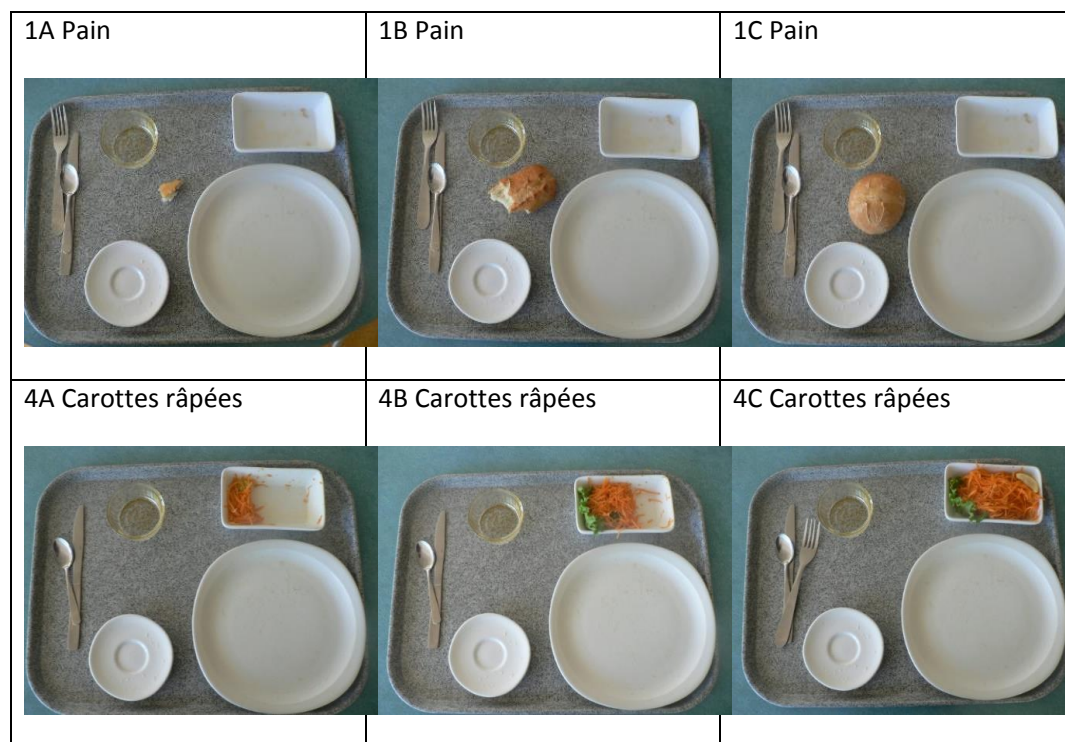 1A Pain
1B Pain
1C Pain
4A Carottes râpées
4B Carottes râpées
4C Carottes râpées